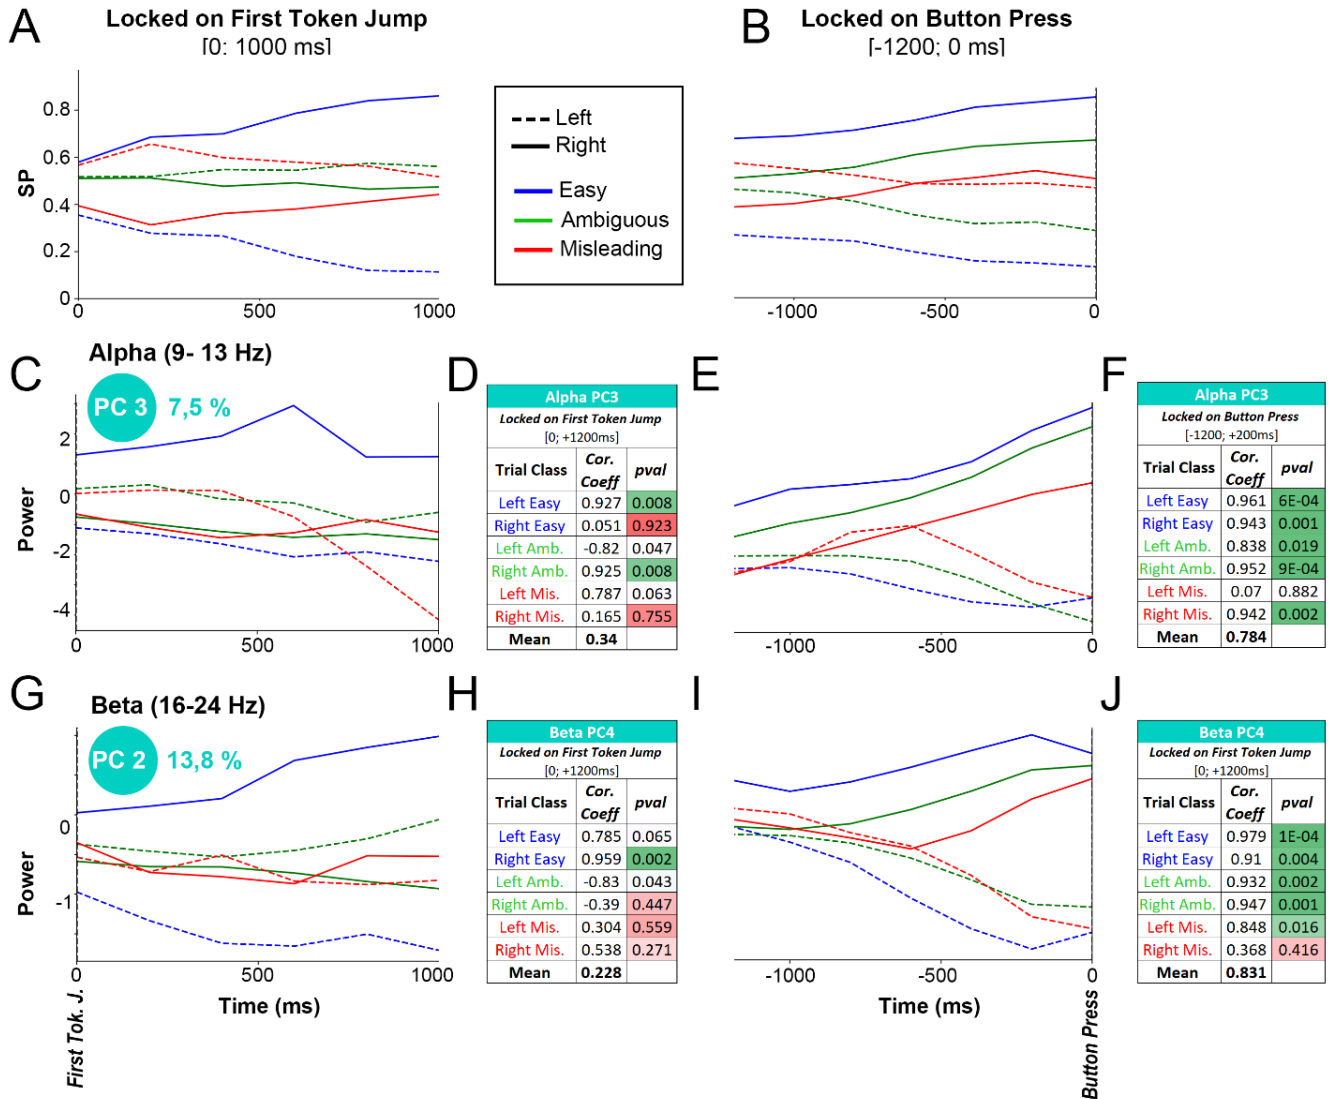 A
Locked on First Token Jump
[0; 1000 ms]
B
Locked on Button Press
[-1200; 0 ms]
SP
0.8
0.6
0.4
0.2
0
0
500
1000
Left
Right
Easy
Ambiguous
Misleading
-1000
-500
0
Alpha (9- 13 Hz)
C
PC 3
7,5 %
Power
2
0
-2
-4
0
500
1000
D
Alpha PC3
Locked on First Token Jump
[0; +1200ms]
Trial Class Cor. Coeff pval
Left Easy 0.927 0.008
Right Easy 0.051 0.923
Left Amb. -0.82 0.047
Right Amb. 0.925 0.008
Left Mis. 0.787 0.063
Right Mis. 0.165 0.755
Mean 0.34
E
-1000
-500
0
F
Alpha PC3
Locked on Button Press
[-1200; +200ms]
Trial Class Cor. Coeff pval
Left Easy 0.961 6E-04
Right Easy 0.943 0.001
Left Amb. 0.838 0.019
Right Amb. 0.952 9E-04
Left Mis. 0.07 0.882
Right Mis. 0.942 0.002
Mean 0.784
G
Beta (16-24 Hz)
PC 2
13,8 %
Power
0
-1
0
500
1000
Time (ms)
First Tok. J.
H
Beta PC4
Locked on First Token Jump
[0; +1200ms]
Trial Class Cor. Coeff pval
Left Easy 0.785 0.065
Right Easy 0.959 0.002
Left Amb. -0.83 0.043
Right Amb. -0.39 0.447
Left Mis. 0.304 0.559
Right Mis. 0.538 0.271
Mean 0.228
I
-1000
-500
0
Time (ms)
Button Press
J
Beta PC4
Locked on First Token Jump
[0; +1200ms]
Trial Class Cor. Coeff pval
Left Easy 0.979 1E-04
Right Easy 0.91 0.004
Left Amb. 0.932 0.002
Right Amb. 0.947 0.001
Left Mis. 0.848 0.016
Right Mis. 0.368 0.416
Mean 0.831